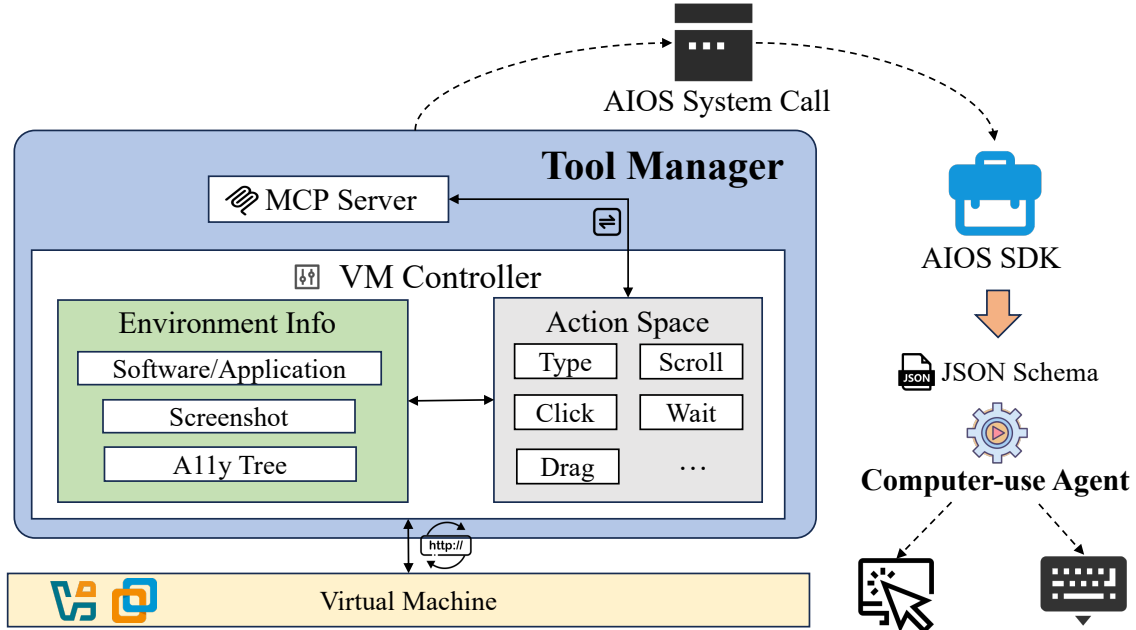 AIOS System Call
Tool Manager
MCP Server
VM Controller
Environment Info
Software/Application
Screenshot
A11y Tree
Action Space
Type
Scroll
Click
Wait
Drag
...
http://
Virtual Machine
AIOS SDK
JSON
JSON Schema
Computer-use Agent